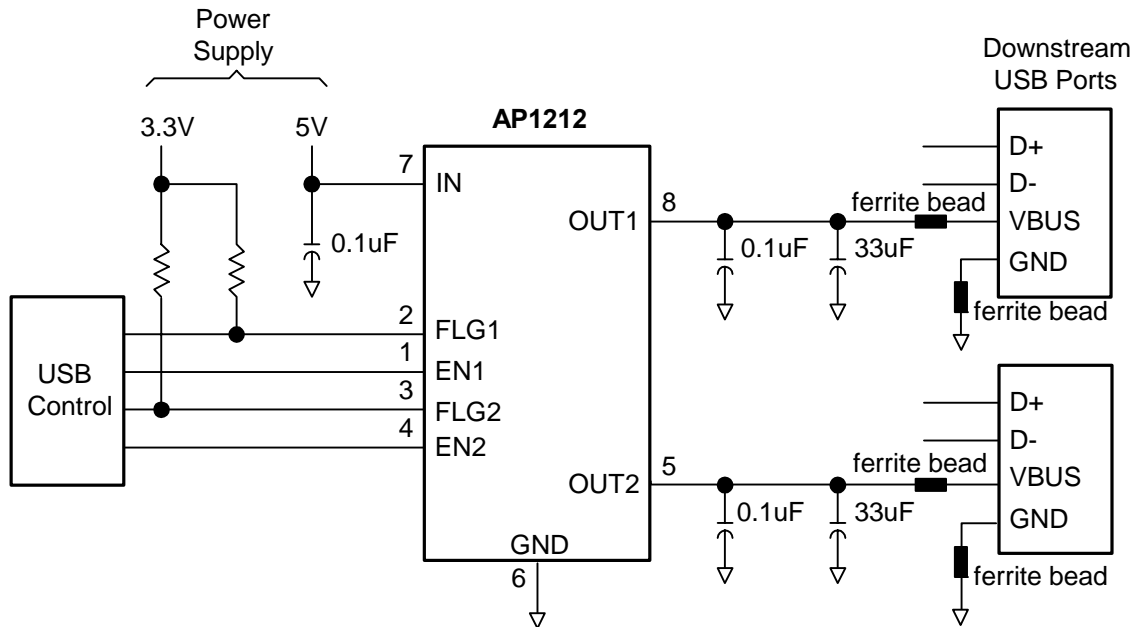 Power
Supply
3.3V
5V
AP1212
Downstream
USB Ports
7
IN
0.1uF
2
FLG1
1
EN1
3
FLG2
4
EN2
USB
Control
GND
6
OUT1
8
0.1uF
33uF
ferrite bead
D+
D-
VBUS
GND
ferrite bead
OUT2
5
0.1uF
33uF
ferrite bead
D+
D-
VBUS
GND
ferrite bead